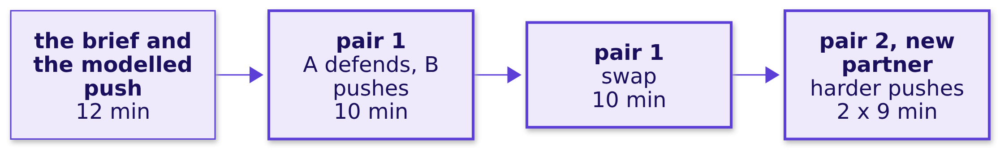 the brief and
the modelled
push
12 min
pair 1
A defends, B
pushes
10 min
pair 1
swap
10 min
pair 2, new
partner
harder pushes
2 x 9 min